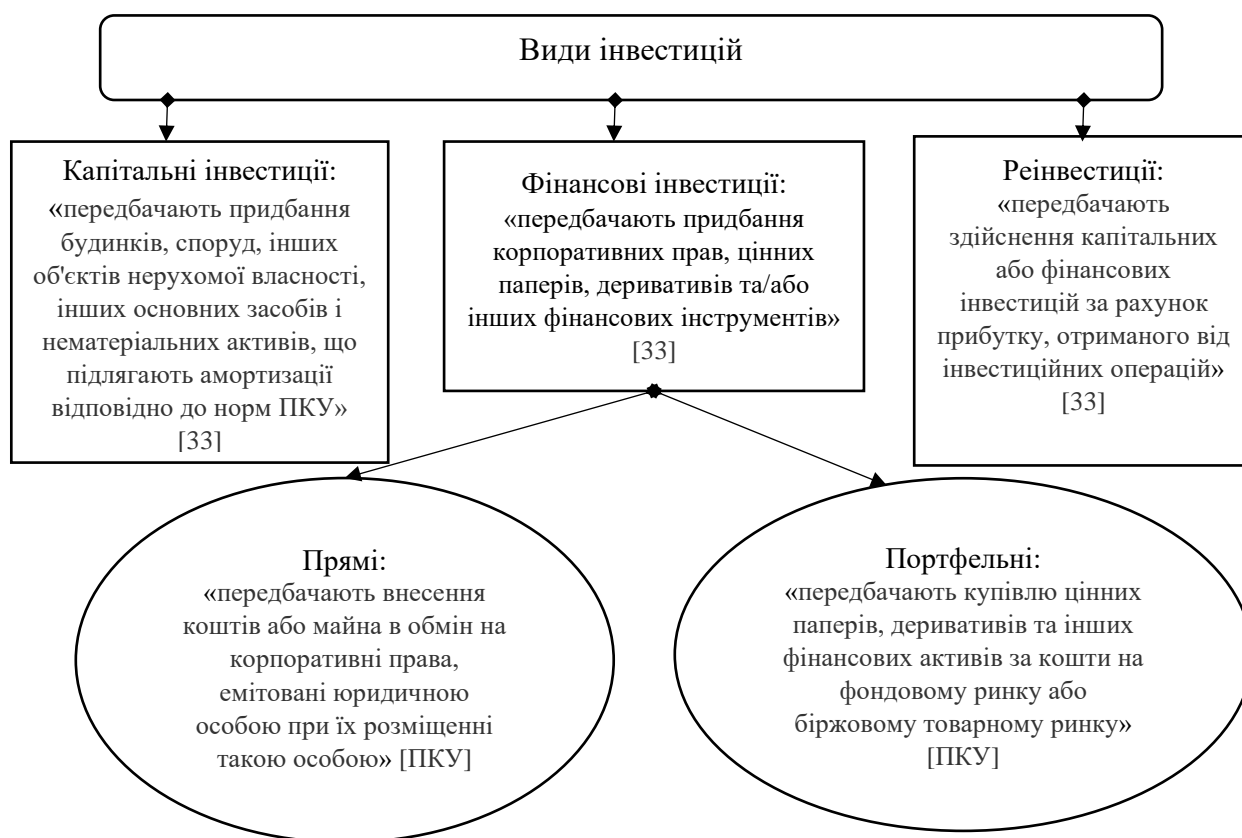 Види інвестицій
Капітальні інвестиції:
«передбачають придбання
будинків, споруд, інших
об'єктів нерухомої власності,
інших основних засобів і
нематеріальних активів, що
підлягають амортизації
відповідно до норм ПКУ»
[33]
Фінансові інвестиції:
«передбачають придбання
корпоративних прав, цінних
паперів, деривативів та/або
інших фінансових інструментів»
[33]
Реінвестиції:
«передбачають
здійснення капітальних
або фінансових
інвестицій за рахунок
прибутку, отриманого від
інвестиційних операцій»
[33]
Прямі:
«передбачають внесення
коштів або майна в обмін на
корпоративні права,
емітовані юридичною
особою при їх розміщенні
такою особою» [ПКУ]
Портфельні:
«передбачають купівлю цінних
паперів, деривативів та інших
фінансових активів за кошти на
фондовому ринку або
біржовому товарному ринку»
[ПКУ]